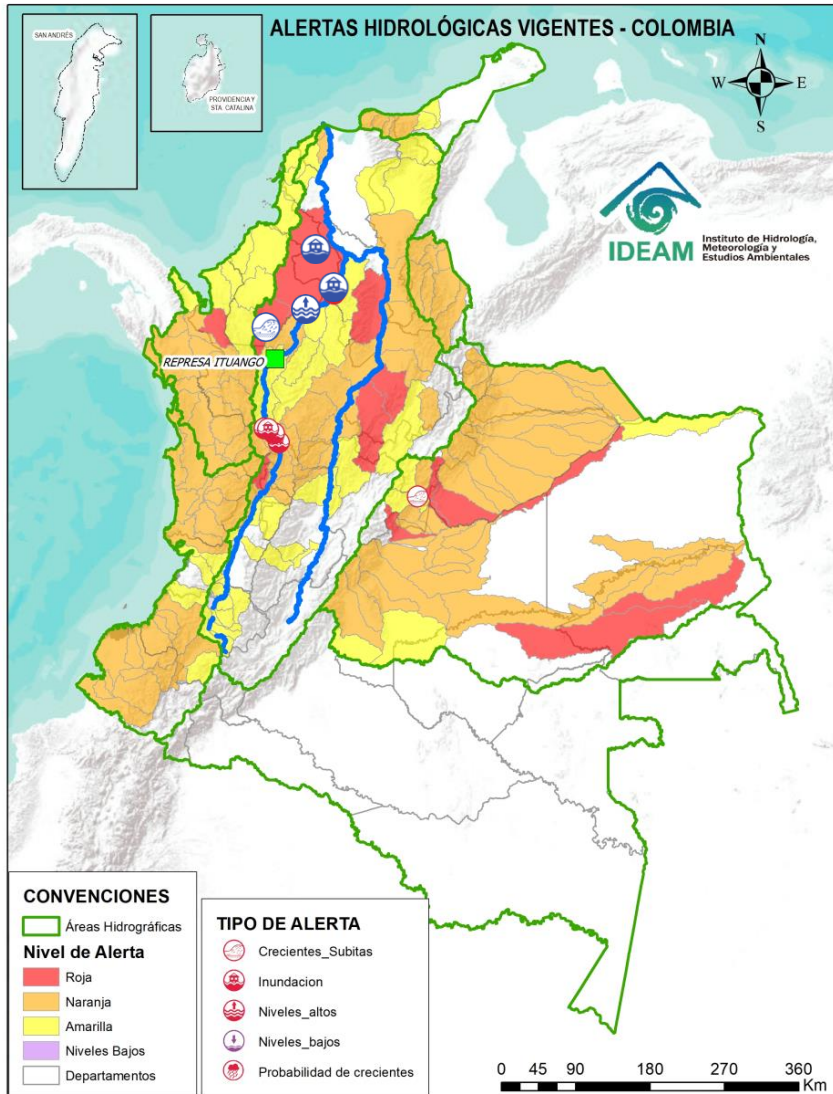 ALERTAS HIDROLÓGICAS VIGENTES - COLOMBIA
SAN ANDRÉS
PROVIDENCIA Y
STA. CATALINA
N
W
E
S
IDEAM
Instituto de Hidrología,
Meteorología y
Estudios Ambientales
REPRESA ITUANGO
CONVENCIONES
Áreas Hidrográficas
Nivel de Alerta
Roja
Naranja
Amarilla
Niveles Bajos
Departamentos
TIPO DE ALERTA
Crecientes_Subitas
Inundacion
Niveles_altos
Niveles_bajos
Probabilidad de crecientes
0 45 90 180 270 360
Km